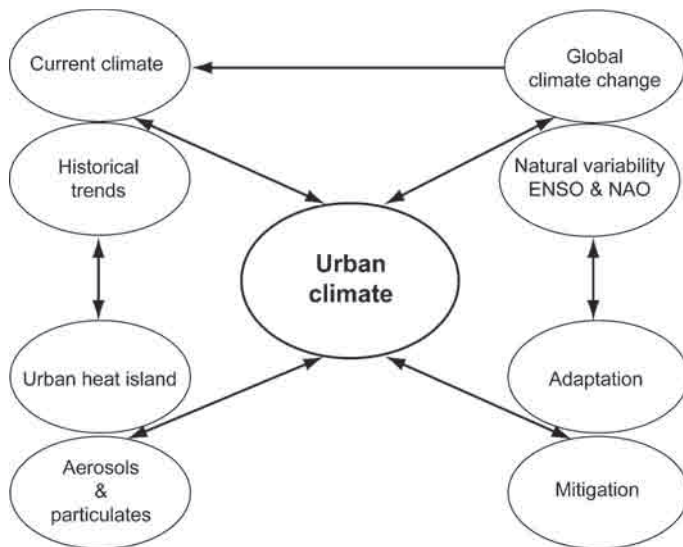 Current climate
Global
climate change
Historical
trends
Natural variability
ENSO & NAO
Urban
climate
Urban heat island
Adaptation
Aerosols
&
particulates
Mitigation